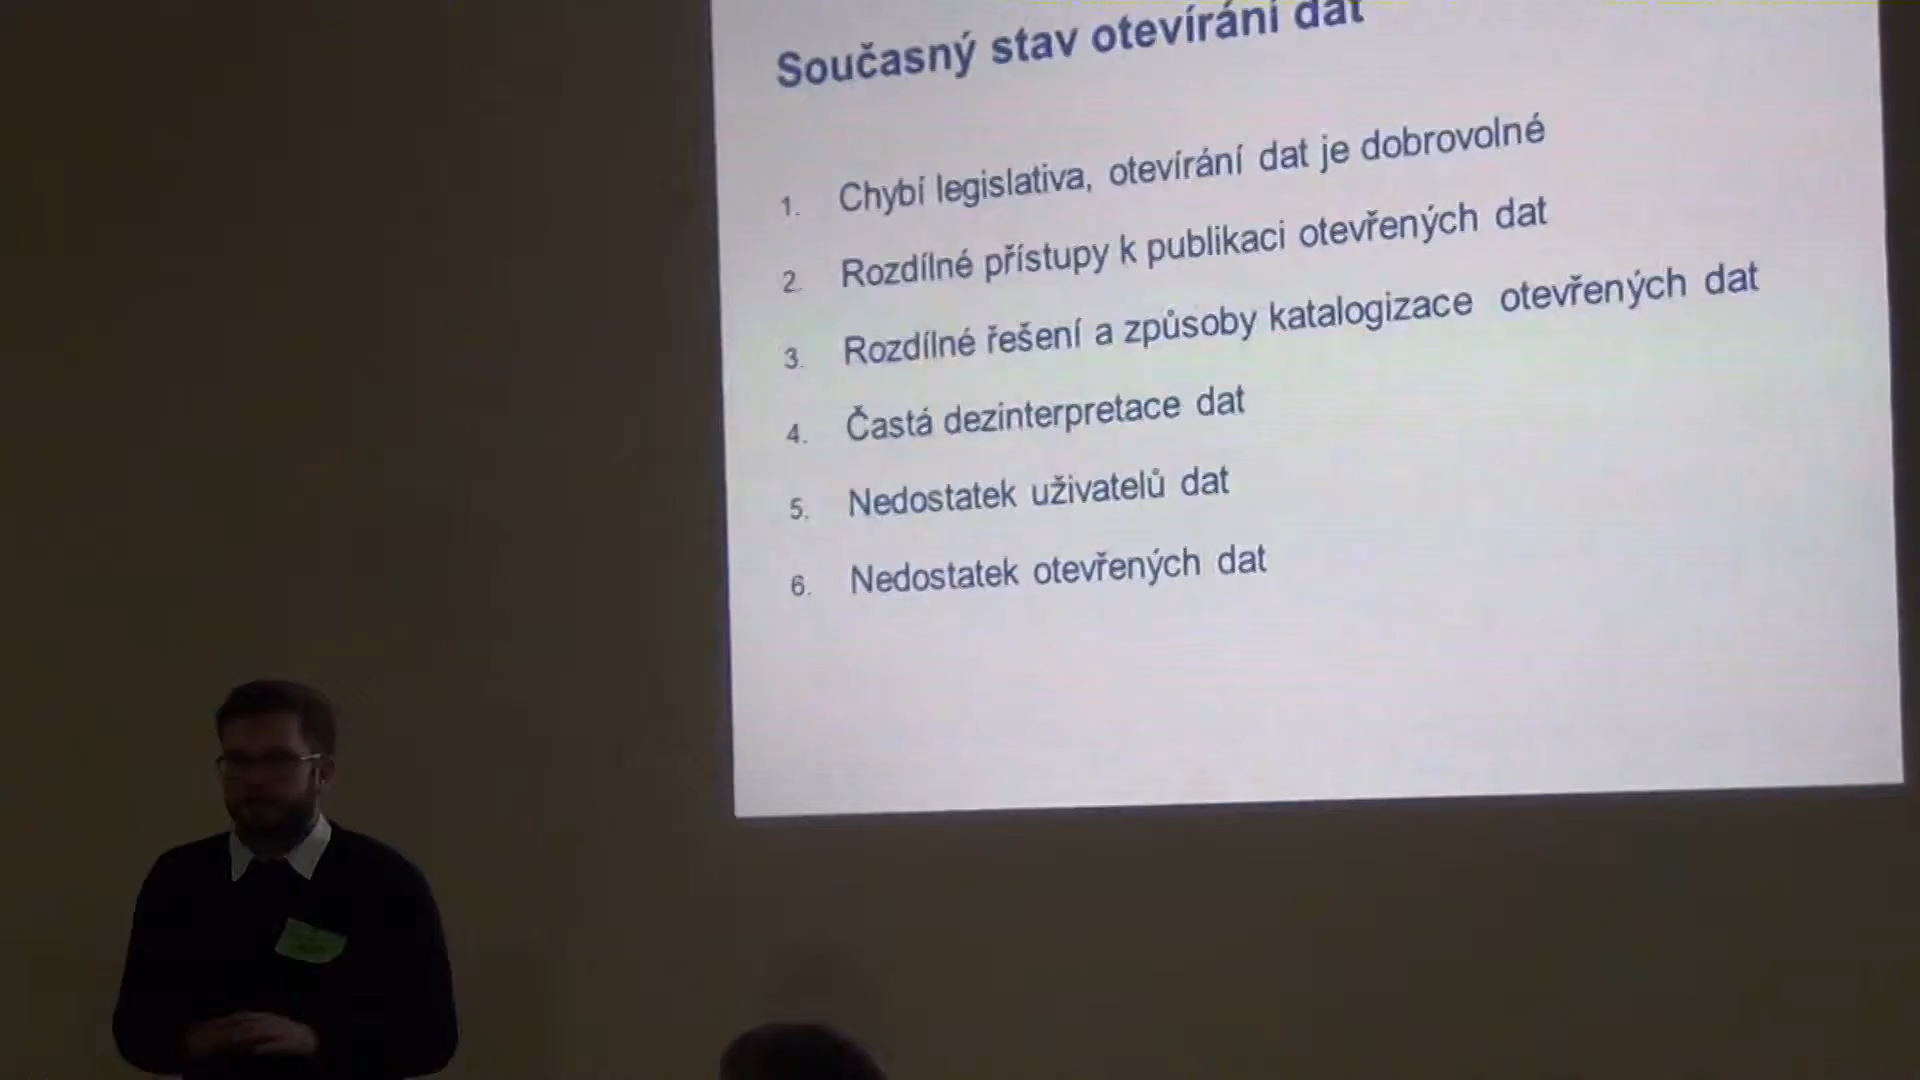 Současný stav otevírání dat
1. Chybí legislativa, otevírání dat je dobrovolné
2. Rozdílné přístupy k publikaci otevřených dat
3. Rozdílné řešení a způsoby katalogizace otevřených dat
4. Častá dezinterpretace dat
5. Nedostatek uživatelů dat
6. Nedostatek otevřených dat